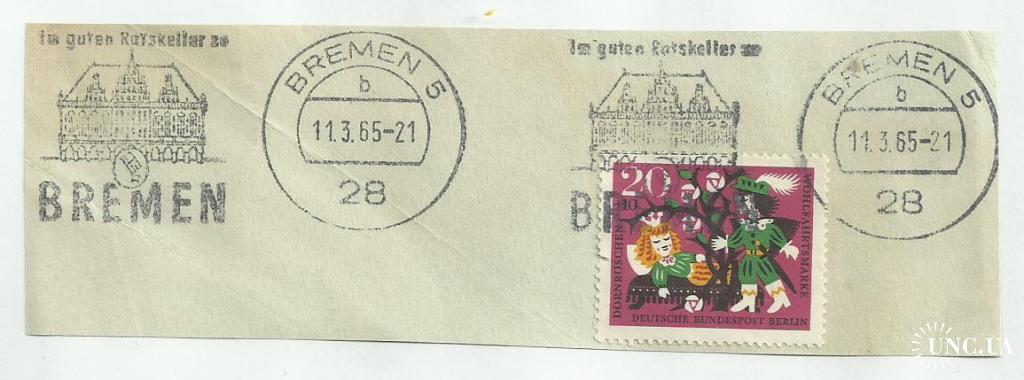 Im guten Ratskeller zu
BREMEN
BREMEN 5
b
11.3.65-21
28
Im guten Ratskeller zu
BREMEN 5
b
11.3.65-21
28
20
+10
DORNRÖSCHEN
WOHLFAHRTSMARKE
DEUTSCHE BUNDESPOST BERLIN
UNC.UA